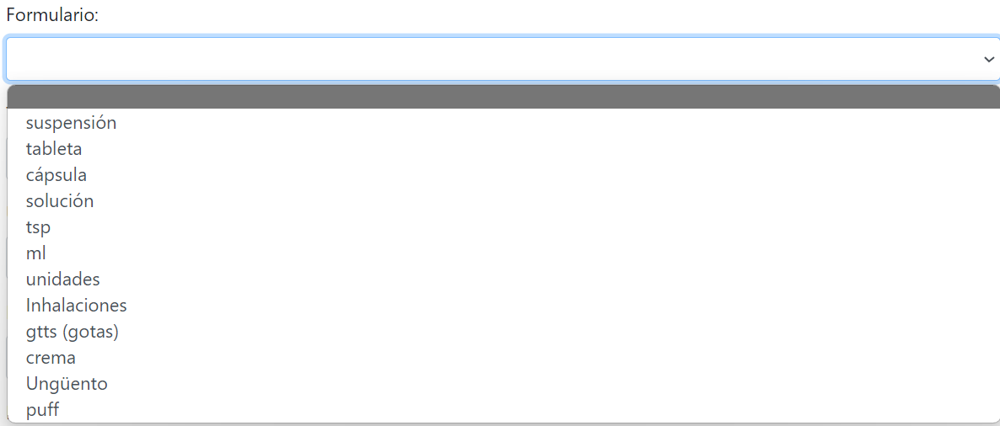 Formulario:
suspensión
tableta
cápsula
solución
tsp
ml
unidades
Inhalaciones
gtts (gotas)
crema
Ungüento
puff